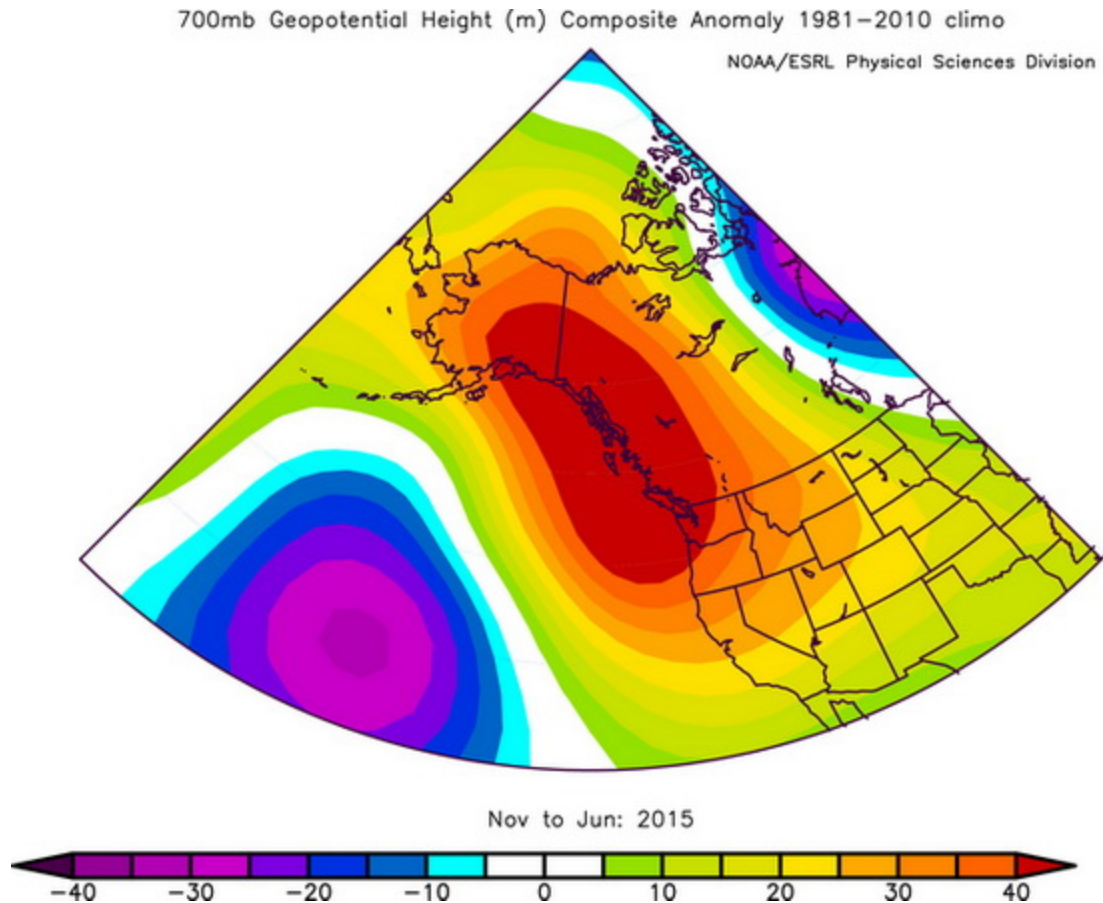 700mb Geopotential Height (m) Composite Anomaly 1981−2010 climo
NOAA/ESRL Physical Sciences Division
Nov to Jun: 2015
−40 −30 −20 −10 0 10 20 30 40